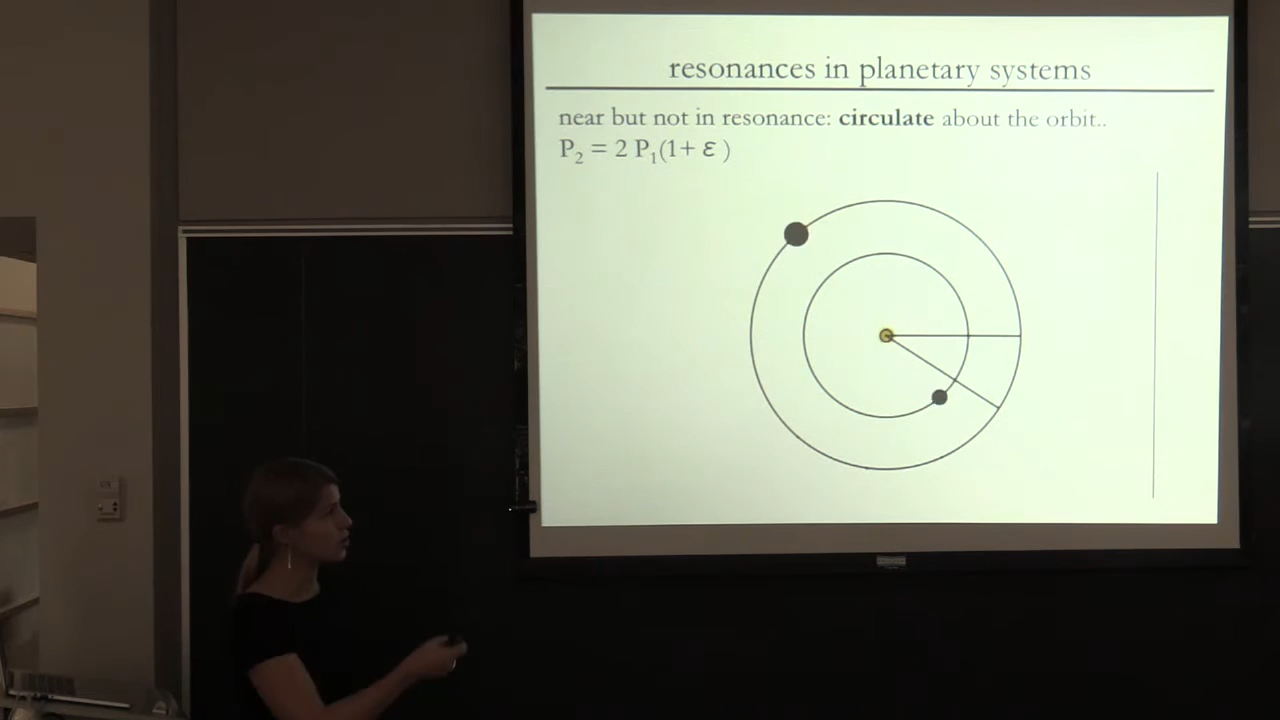 resonances in planetary systems
near but not in resonance: circulate about the orbit..
P₂ = 2 P₁(1+ ε )